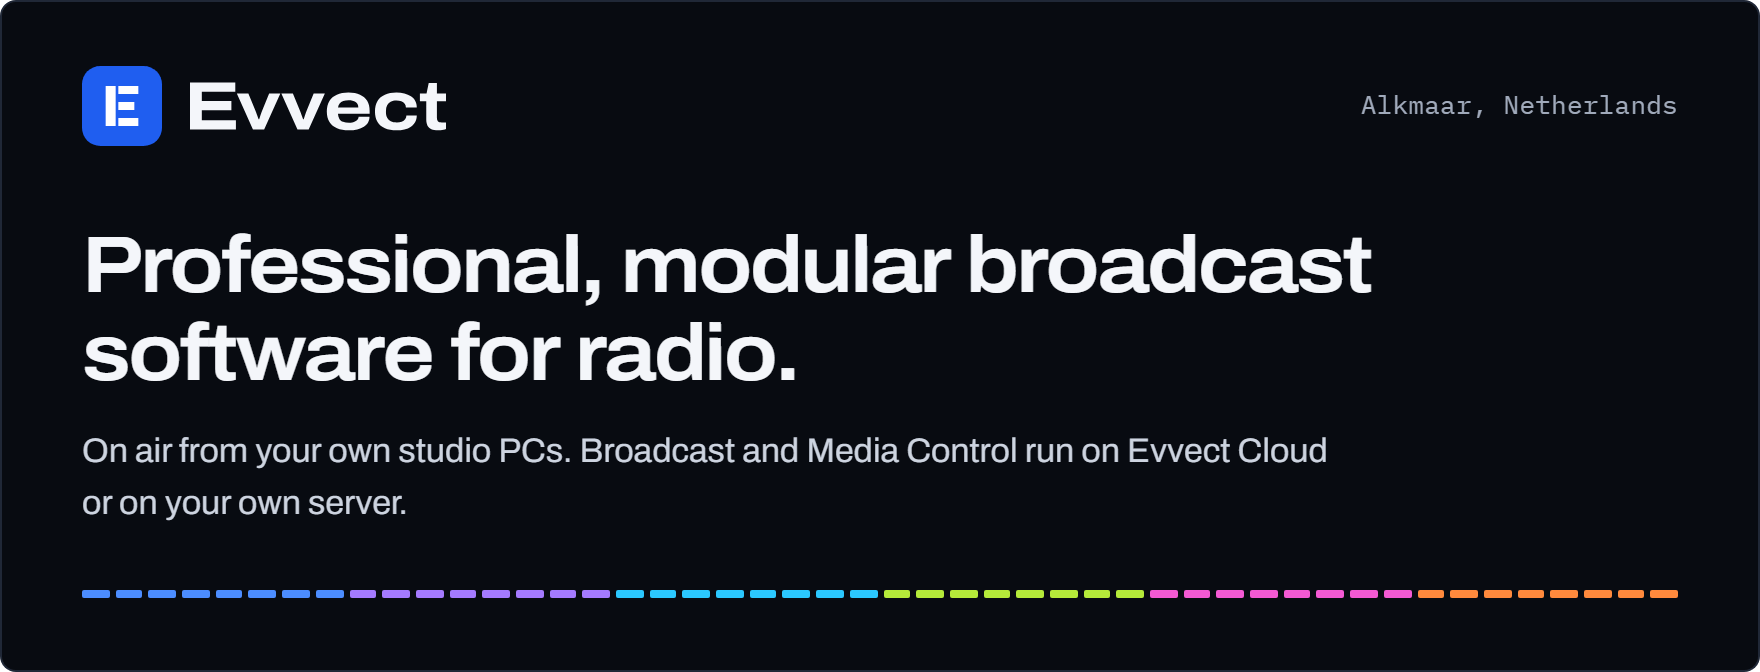 Evvect
Alkmaar, Netherlands
Professional, modular broadcast
software for radio.
On air from your own studio PCs. Broadcast and Media Control run on Evvect Cloud
or on your own server.